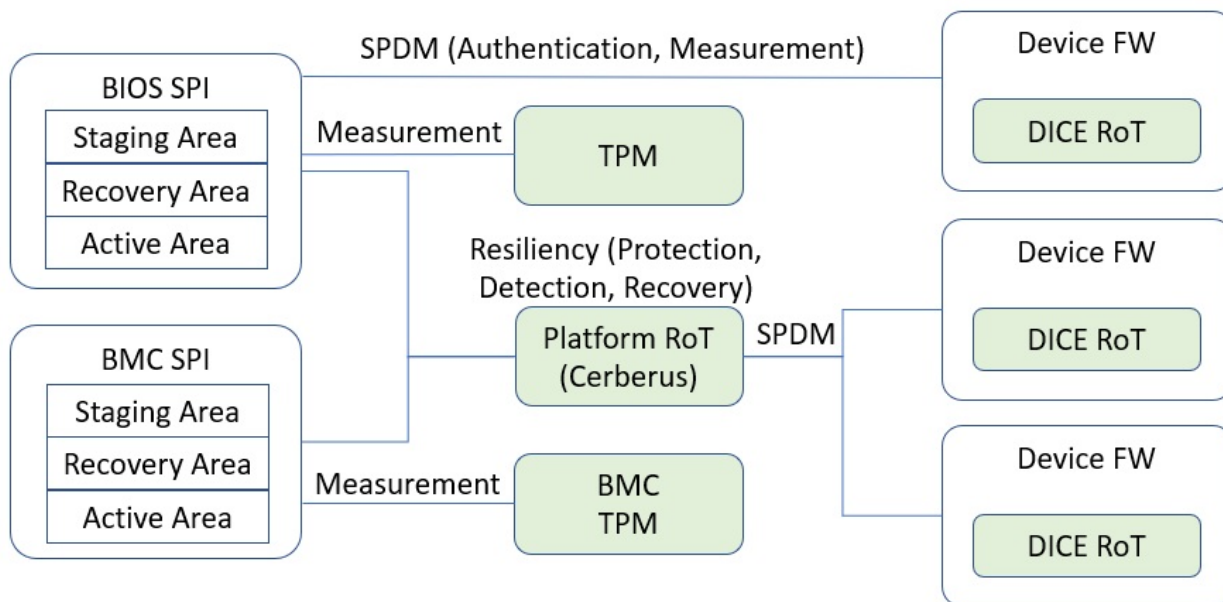 SPDM (Authentication, Measurement)
BIOS SPI
Staging Area
Recovery Area
Active Area
Measurement
TPM
Device FW
DICE RoT
Resiliency (Protection,
Detection, Recovery)
Platform RoT
(Cerberus)
SPDM
Device FW
DICE RoT
BMC SPI
Staging Area
Recovery Area
Active Area
Measurement
BMC
TPM
Device FW
DICE RoT